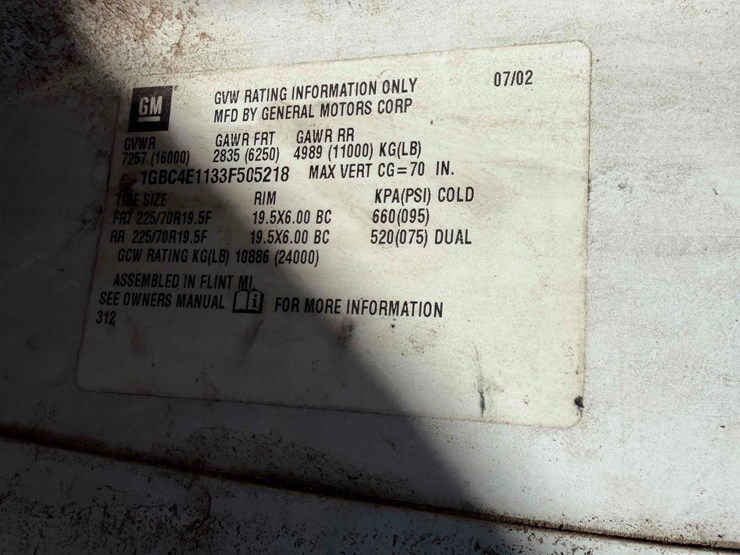 07/02
GM
GVW RATING INFORMATION ONLY
MFD BY GENERAL MOTORS CORP
GVWR GAWR FRT GAWR RR
7257 (16000) 2835 (6250) 4989 (11000) KG(LB)
1GBC4E1133F505218 MAX VERT CG=70 IN.
TIRE SIZE RIM KPA(PSI) COLD
FRT 225/70R19.5F 19.5X6.00 BC 660(095)
RR 225/70R19.5F 19.5X6.00 BC 520(075) DUAL
GCW RATING KG(LB) 10886 (24000)
ASSEMBLED IN FLINT MI.
SEE OWNERS MANUAL i FOR MORE INFORMATION
312